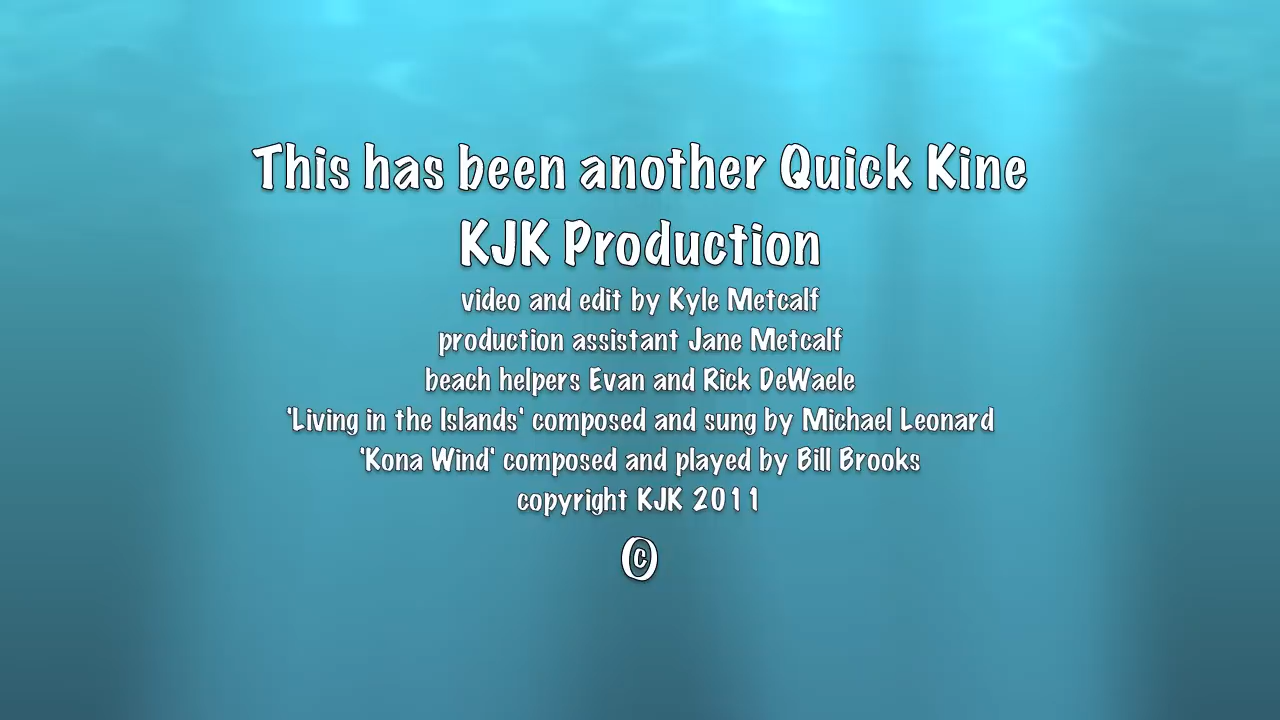 This has been another Quick Kine
KJK Production
video and edit by Kyle Metcalf
production assistant Jane Metcalf
beach helpers Evan and Rick DeWaele
'Living in the Islands' composed and sung by Michael Leonard
'Kona Wind' composed and played by Bill Brooks
copyright KJK 2011
©